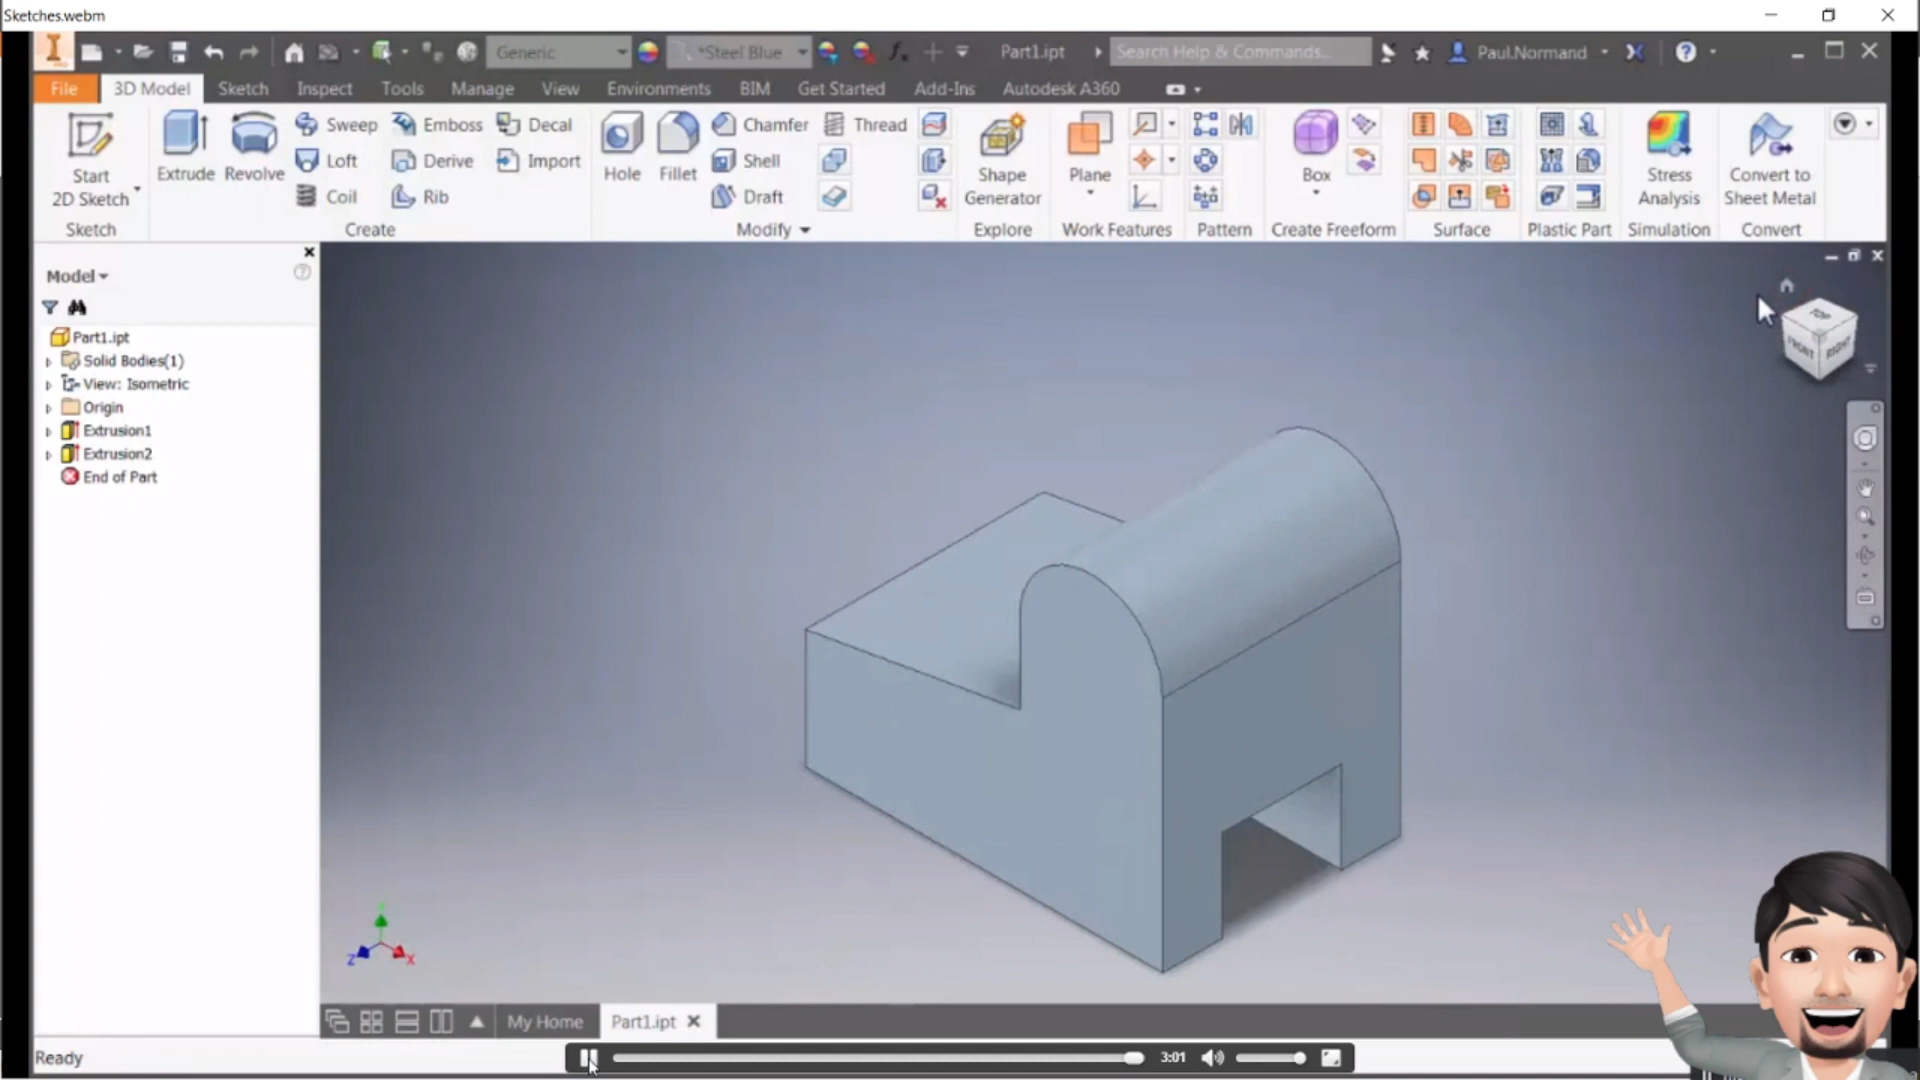 Sketches.webm
Generic
*Steel Blue
Part1.ipt
Search Help & Commands...
Paul.Normand
File 3D Model Sketch Inspect Tools Manage View Environments BIM Get Started Add-Ins Autodesk A360
Start
2D Sketch
Sketch
Extrude
Revolve
Sweep
Loft
Coil
Emboss
Derive
Rib
Decal
Import
Create
Hole
Fillet
Chamfer
Shell
Draft
Thread
Modify
Shape
Generator
Explore
Plane
Work Features
Pattern
Box
Create Freeform
Surface
Plastic Part
Stress
Analysis
Simulation
Convert to
Sheet Metal
Convert
Model
Part1.ipt
Solid Bodies(1)
View: Isometric
Origin
Extrusion1
Extrusion2
End of Part
TOP
FRONT
RIGHT
Z
X
My Home
Part1.ipt
Ready
3:01